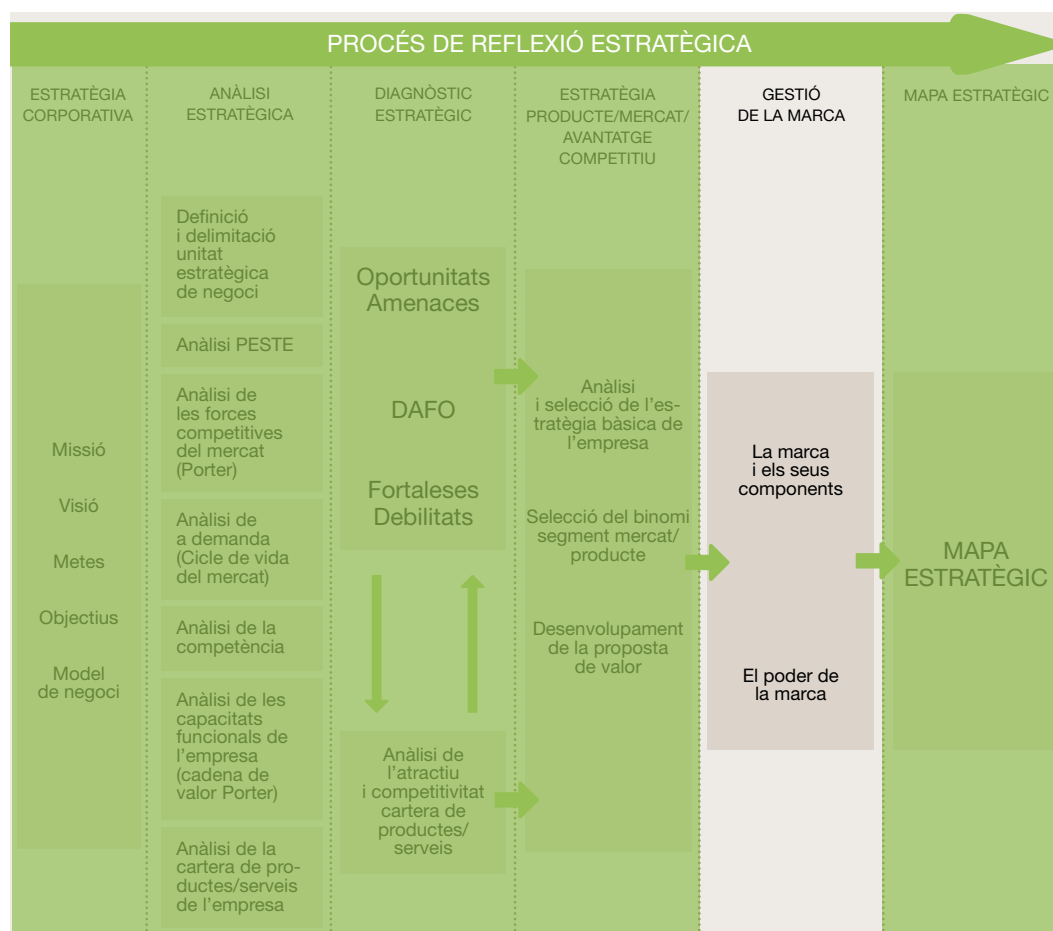 PROCÉS DE REFLEXIÓ ESTRATÈGICA
ESTRATÈGIA
CORPORATIVA
Missió
Visió
Metes
Objectius
Model
de negoci
ANÀLISI
ESTRATÈGICA
Definició
i delimitació
unitat
estratègica
de negoci
Anàlisi PESTE
Anàlisi de
les forces
competitives
del mercat
(Porter)
Anàlisi de
a demanda
(Cicle de vida
del mercat)
Anàlisi de la
competència
Anàlisi de les
capacitats
funcionals de
l’empresa
(cadena de
valor Porter)
Anàlisi de la
cartera de pro-
ductes/serveis
de l’empresa
DIAGNÒSTIC
ESTRATÈGIC
Oportunitats
Amenaces
DAFO
Fortaleses
Debilitats
Anàlisi de
l’atractiu
i competitivitat
cartera de
productes/
serveis
ESTRATÈGIA
PRODUCTE/MERCAT/
AVANTATGE
COMPETITIU
Anàlisi
i selecció de l’es-
tratègia bàsica de
l’empresa
Selecció del binomi
segment mercat/
producte
Desenvolupament
de la proposta
de valor
GESTIÓ
DE LA MARCA
La marca
i els seus
components
El poder de
la marca
MAPA ESTRATÈGIC
MAPA
ESTRATÈGIC